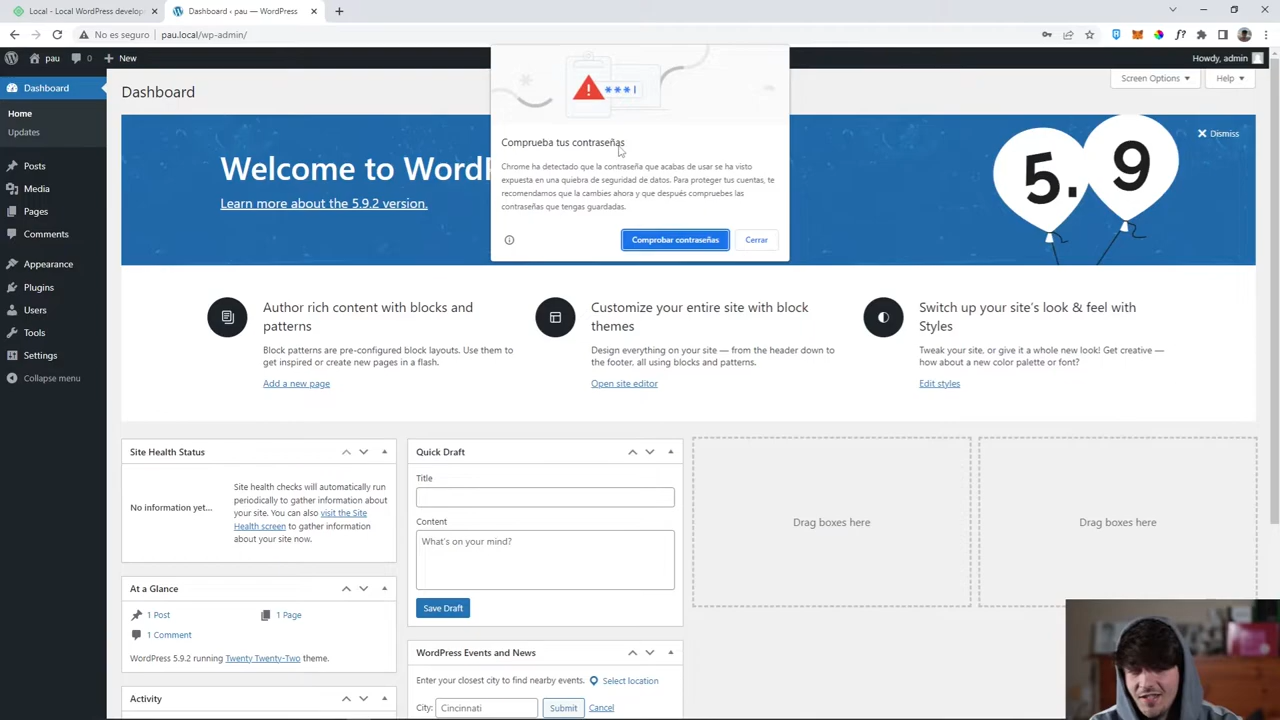 Local - Local WordPress develop
Dashboard ‹ pau — WordPress
No es seguro
pau.local/wp-admin/
pau
0
New
Howdy, admin
Dashboard
Home
Updates
Posts
Media
Pages
Comments
Appearance
Plugins
Users
Tools
Settings
Collapse menu
Dashboard
Screen Options
Help
Welcome to WordP
Learn more about the 5.9.2 version.
Dismiss
5.9
Comprueba tus contraseñas
Chrome ha detectado que la contraseña que acabas de usar se ha visto
expuesta en una quiebra de seguridad de datos. Para proteger tus cuentas, te
recomendamos que la cambies ahora y que después compruebes las
contraseñas que tengas guardadas.
Comprobar contraseñas
Cerrar
Author rich content with blocks and
patterns
Block patterns are pre-configured block layouts. Use them to
get inspired or create new pages in a flash.
Add a new page
Customize your entire site with block
themes
Design everything on your site — from the header down to
the footer, all using blocks and patterns.
Open site editor
Switch up your site's look & feel with
Styles
Tweak your site, or give it a whole new look! Get creative —
how about a new color palette or font?
Edit styles
Site Health Status
No information yet...
Site health checks will automatically run
periodically to gather information about
your site. You can also visit the Site
Health screen to gather information
about your site now.
At a Glance
1 Post
1 Page
1 Comment
WordPress 5.9.2 running Twenty Twenty-Two theme.
Activity
Quick Draft
Title
Content
What's on your mind?
Save Draft
WordPress Events and News
Enter your closest city to find nearby events.
Select location
City:
Cincinnati
Submit
Cancel
Drag boxes here
Drag boxes here